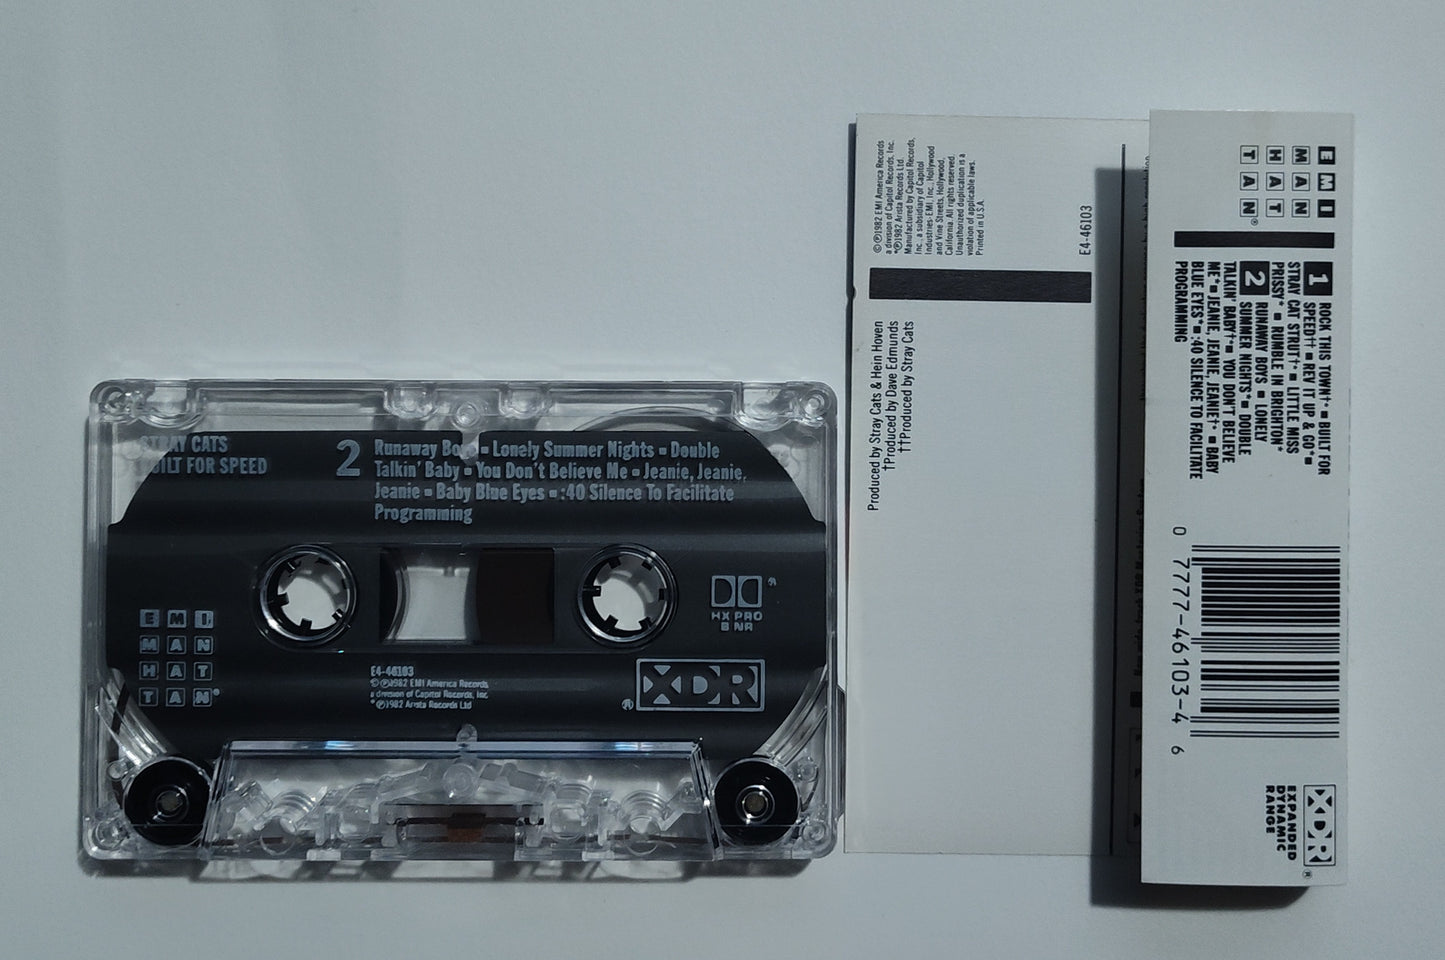 STRAY CATS
BUILT FOR SPEED
2
Runaway Boys ▪ Lonely Summer Nights ▪ Double
Talkin' Baby ▪ You Don't Believe Me ▪ Jeanie, Jeanie,
Jeanie ▪ Baby Blue Eyes ▪ :40 Silence To Facilitate
Programming
EMI
MAN
HAT
TAN®
HX PRO
B NR
E4-46103
©℗1982 EMI America Records,
a division of Capitol Records, Inc.
*℗1982 Arista Records Ltd
XDR®
©℗1982 EMI America Records
a division of Capitol Records, Inc.
*℗1982 Arista Records Ltd.
Manufactured by Capitol Records,
Inc., a subsidiary of Capitol
Industries-EMI, Inc., Hollywood
and Vine Streets, Hollywood,
California. All rights reserved.
Unauthorized duplication is a
violation of applicable laws.
Printed in U.S.A.
E4-46103
Produced by Stray Cats & Hein Hoven
†Produced by Dave Edmunds
††Produced by Stray Cats
EMI
MAN
HAT
TAN®
1 ROCK THIS TOWN†* ▪ BUILT FOR
SPEED†† ▪ REV IT UP & GO* ▪
STRAY CAT STRUT†* ▪ LITTLE MISS
PRISSY* ▪ RUMBLE IN BRIGHTON*
2 RUNAWAY BOYS ▪ LONELY
SUMMER NIGHTS* ▪ DOUBLE
TALKIN' BABY†* ▪ YOU DON'T BELIEVE
ME* ▪ JEANIE, JEANIE, JEANIE† ▪ BABY
BLUE EYES* ▪ :40 SILENCE TO FACILITATE
PROGRAMMING
0 7777-46103-4 6
XDR®
EXPANDED
DYNAMIC
RANGE